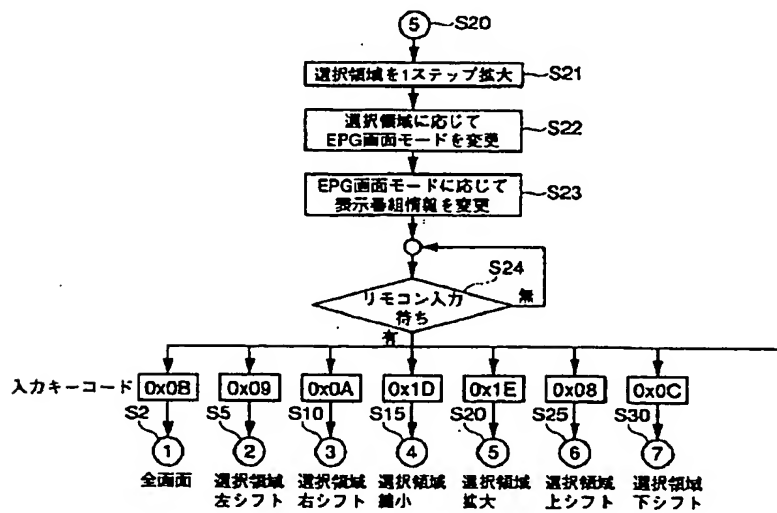 5 S20
選択領域を1ステップ拡大 S21
選択領域に応じて
EPG画面モードを変更 S22
EPG画面モードに応じて
表示番組情報を変更 S23
S24
リモコン入力
待ち
無
有
入力キーコード 0x0B 0x09 0x0A 0x1D 0x1E 0x08 0x0C
S2 S5 S10 S15 S20 S25 S30
1 2 3 4 5 6 7
全画面 選択領域 選択領域 選択領域 選択領域 選択領域 選択領域
左シフト 右シフト 縮小 拡大 上シフト 下シフト